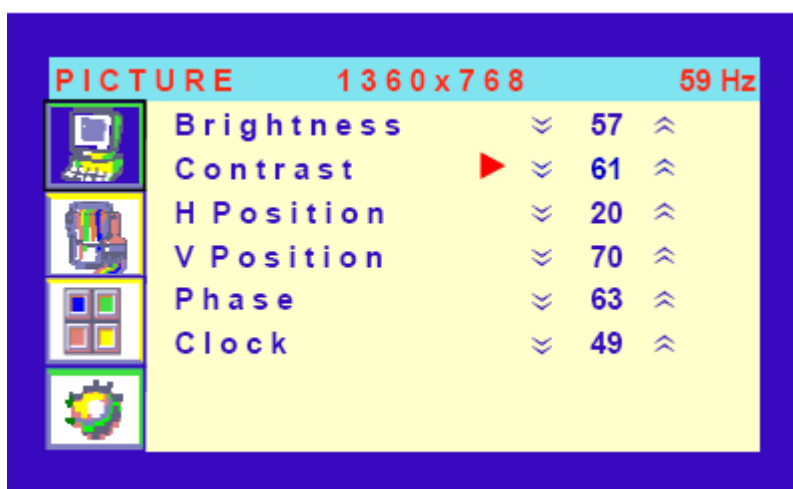 PICTURE 1360x768 59 Hz
Brightness 57
Contrast 61
H Position 20
V Position 70
Phase 63
Clock 49